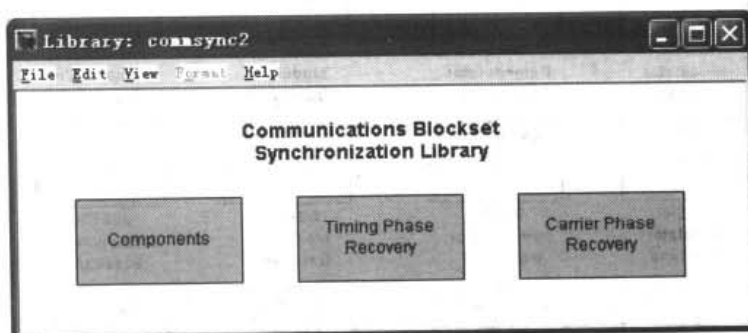 Library: commsync2
File Edit View Format Help
Communications Blockset
Synchronization Library
Components
Timing Phase
Recovery
Carrier Phase
Recovery